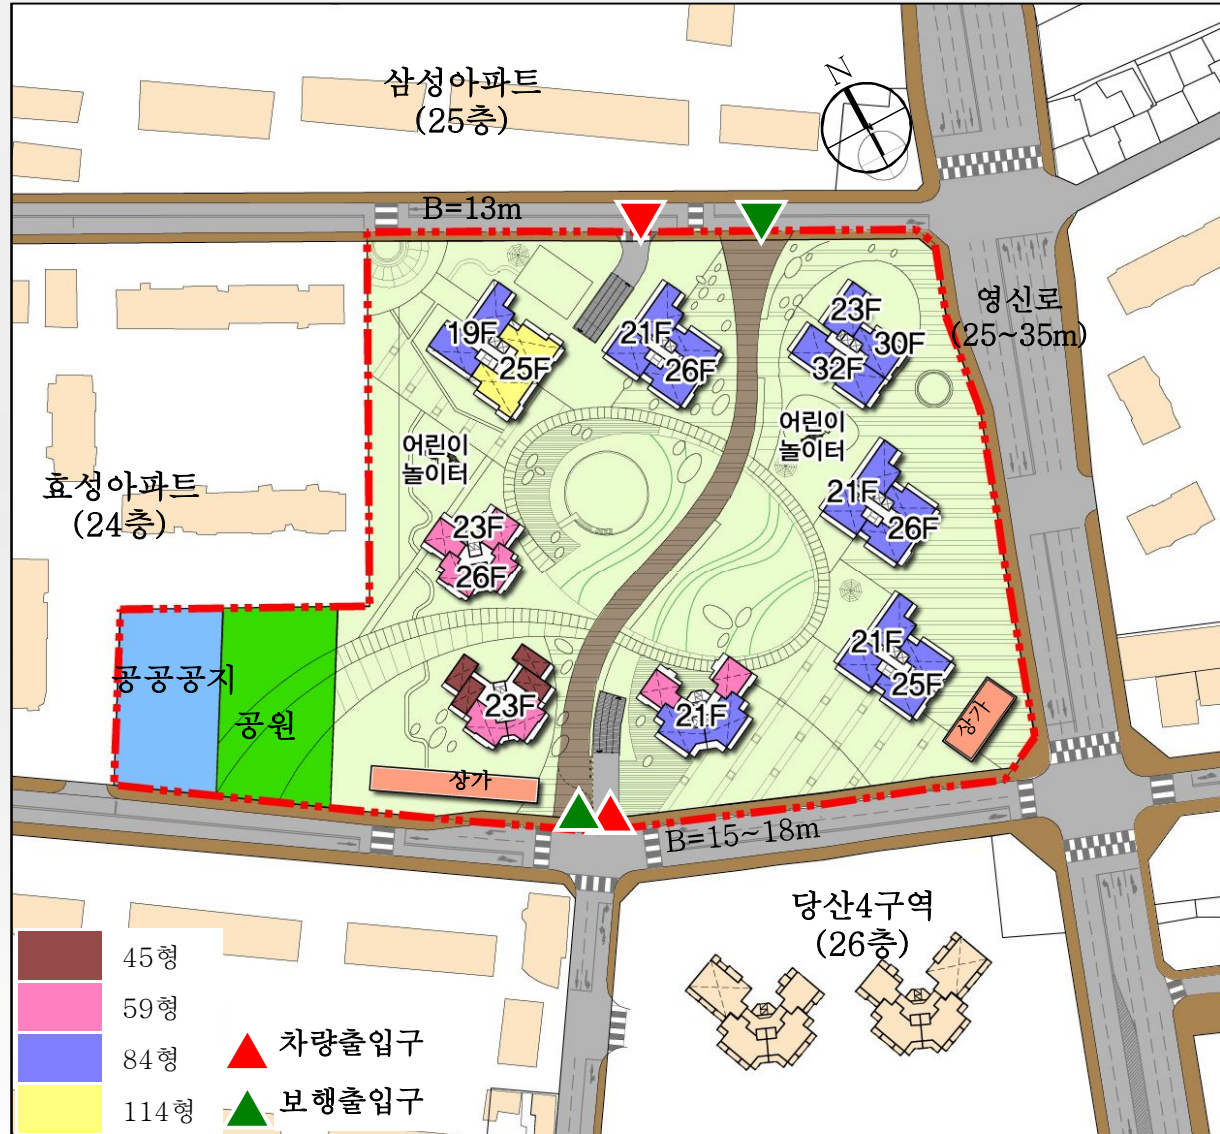 삼성아파트
(25층)
N
B=13m
영신로
(25~35m)
19F
25F
21F
26F
23F
30F
32F
어린이
놀이터
어린이
놀이터
효성아파트
(24층)
21F
26F
23F
26F
21F
25F
공공공지
공원
23F
21F
상가
상가
B=15~18m
당산4구역
(26층)
45형
59형
84형
114형
차량출입구
보행출입구